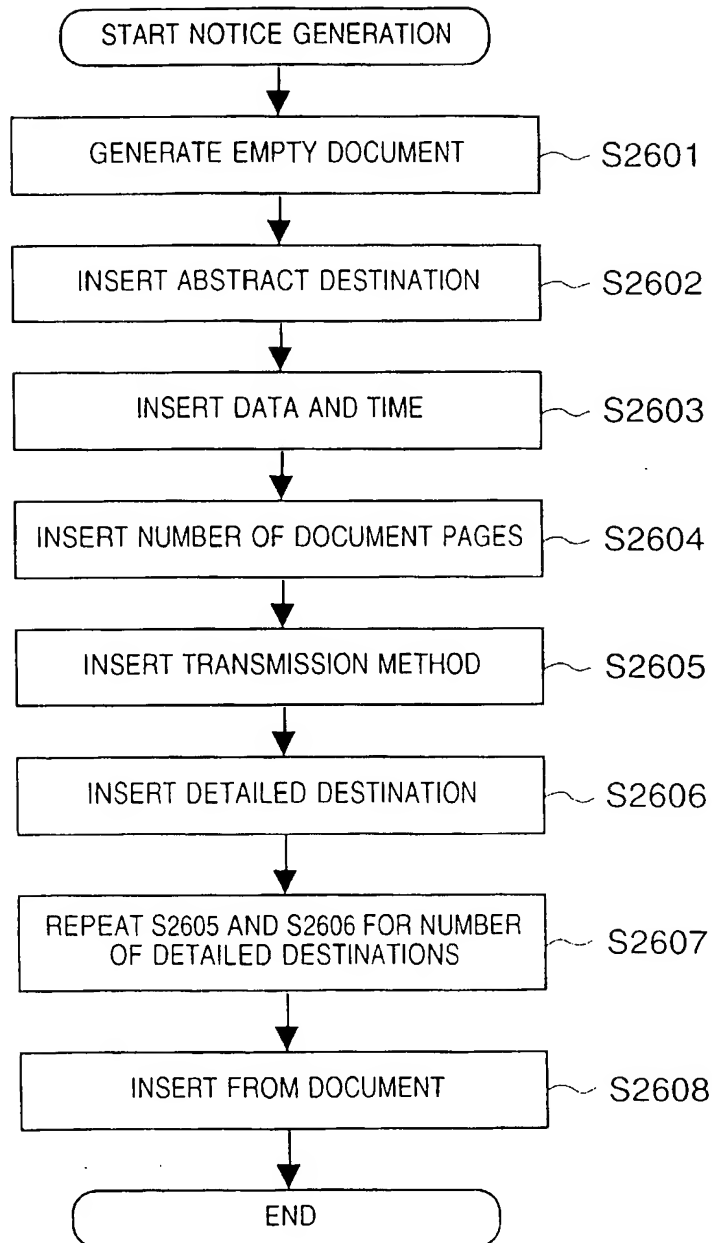 START NOTICE GENERATION
GENERATE EMPTY DOCUMENT
S2601
INSERT ABSTRACT DESTINATION
S2602
INSERT DATA AND TIME
S2603
INSERT NUMBER OF DOCUMENT PAGES
S2604
INSERT TRANSMISSION METHOD
S2605
INSERT DETAILED DESTINATION
S2606
REPEAT S2605 AND S2606 FOR NUMBER
OF DETAILED DESTINATIONS
S2607
INSERT FROM DOCUMENT
S2608
END